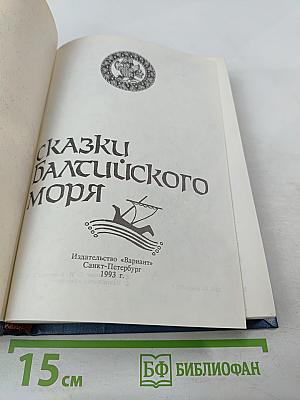 сказки
балтийского
моря
Издательство «Вариант»
Санкт-Петербург
1993 г.
15 см
БФ БИБЛИОФАН